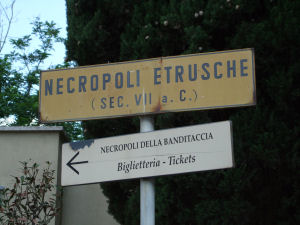 NECROPOLI ETRUSCHE
(SEC. VII a. C.)
NECROPOLI DELLA BANDITACCIA
Biglietteria - Tickets